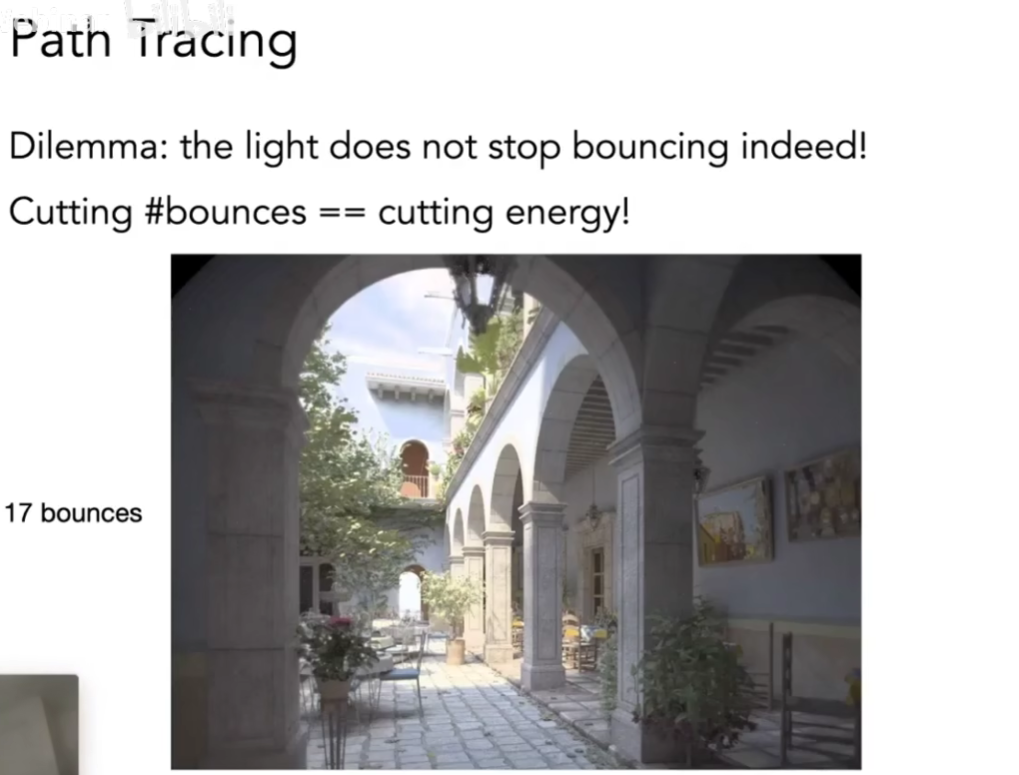 Path Tracing
Dilemma: the light does not stop bouncing indeed!
Cutting #bounces == cutting energy!
17 bounces